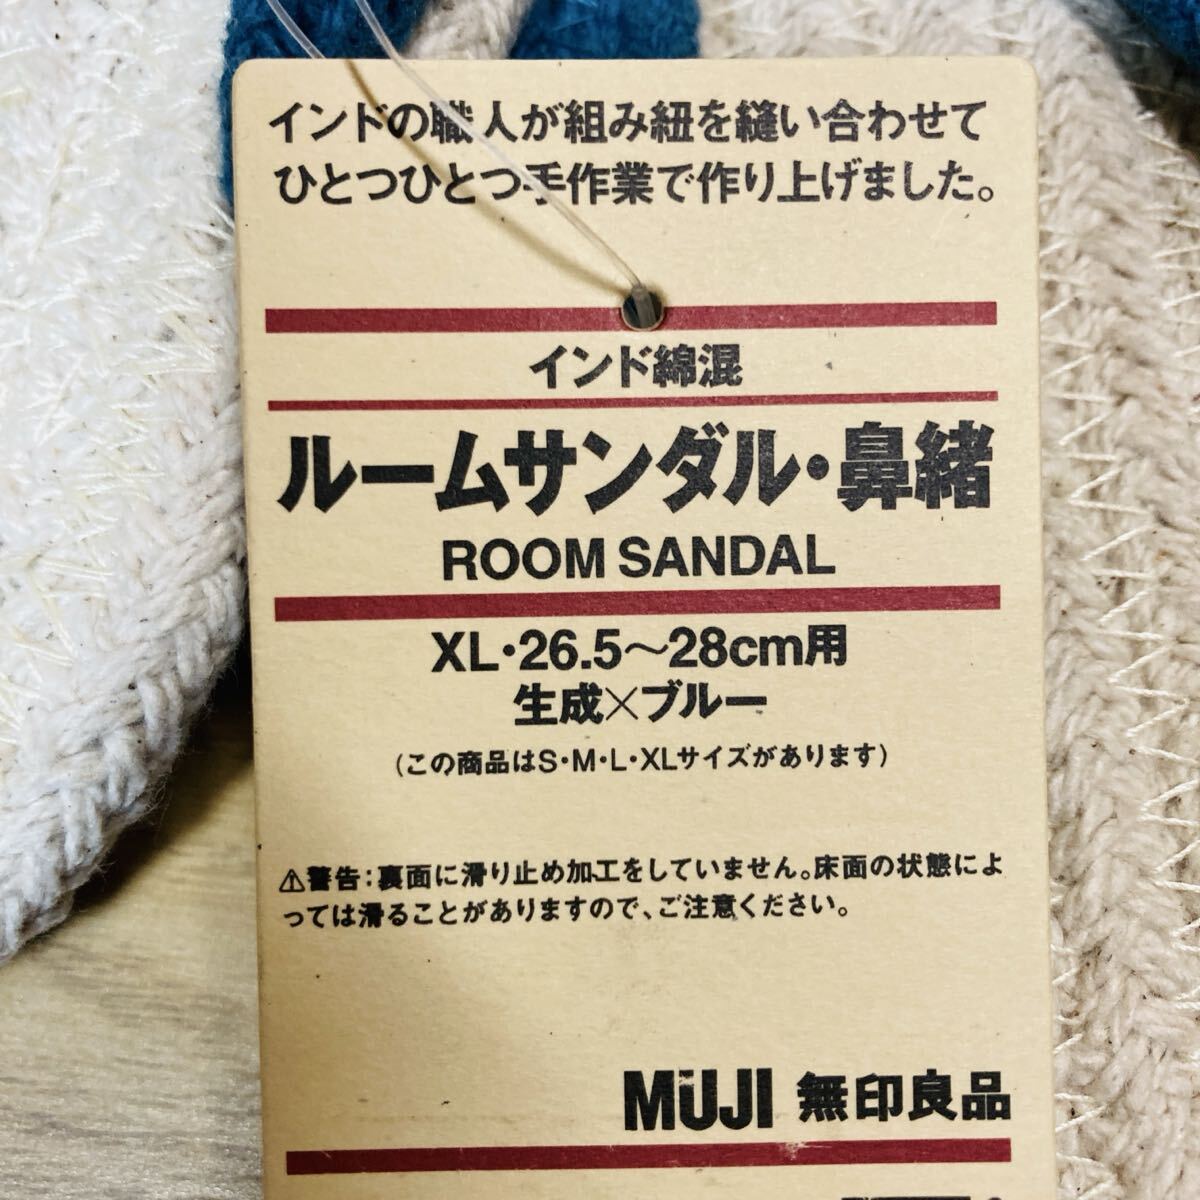 インドの職人が組み紐を縫い合わせて
ひとつひとつ手作業で作り上げました。
インド綿混
ルームサンダル・鼻緒
ROOM SANDAL
XL・26.5～28cm用
生成×ブルー
(この商品はS・M・L・XLサイズがあります)
⚠警告：裏面に滑り止め加工をしていません。床面の状態によ
っては滑ることがありますので、ご注意ください。
MUJI 無印良品